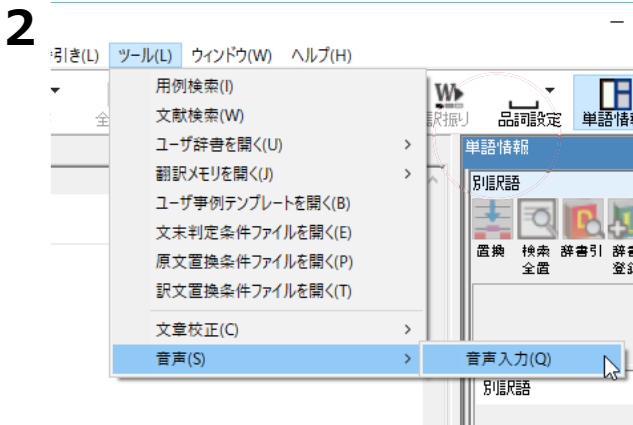 2
引き(L) ツール(L) ウィンドウ(W) ヘルプ(H)
全
用例検索(I)
文献検索(W)
ユーザ辞書を開く(U)
翻訳メモリを開く(J)
ユーザ事例テンプレートを開く(B)
文末判定条件ファイルを開く(E)
原文置換条件ファイルを開く(P)
訳文置換条件ファイルを開く(T)
文章校正(C)
音声(S)
音声入力(Q)
W
訳振り 品詞設定 単語情報
単語情報
別訳語
置換 検索全置 辞書引 辞書登録
別訳語